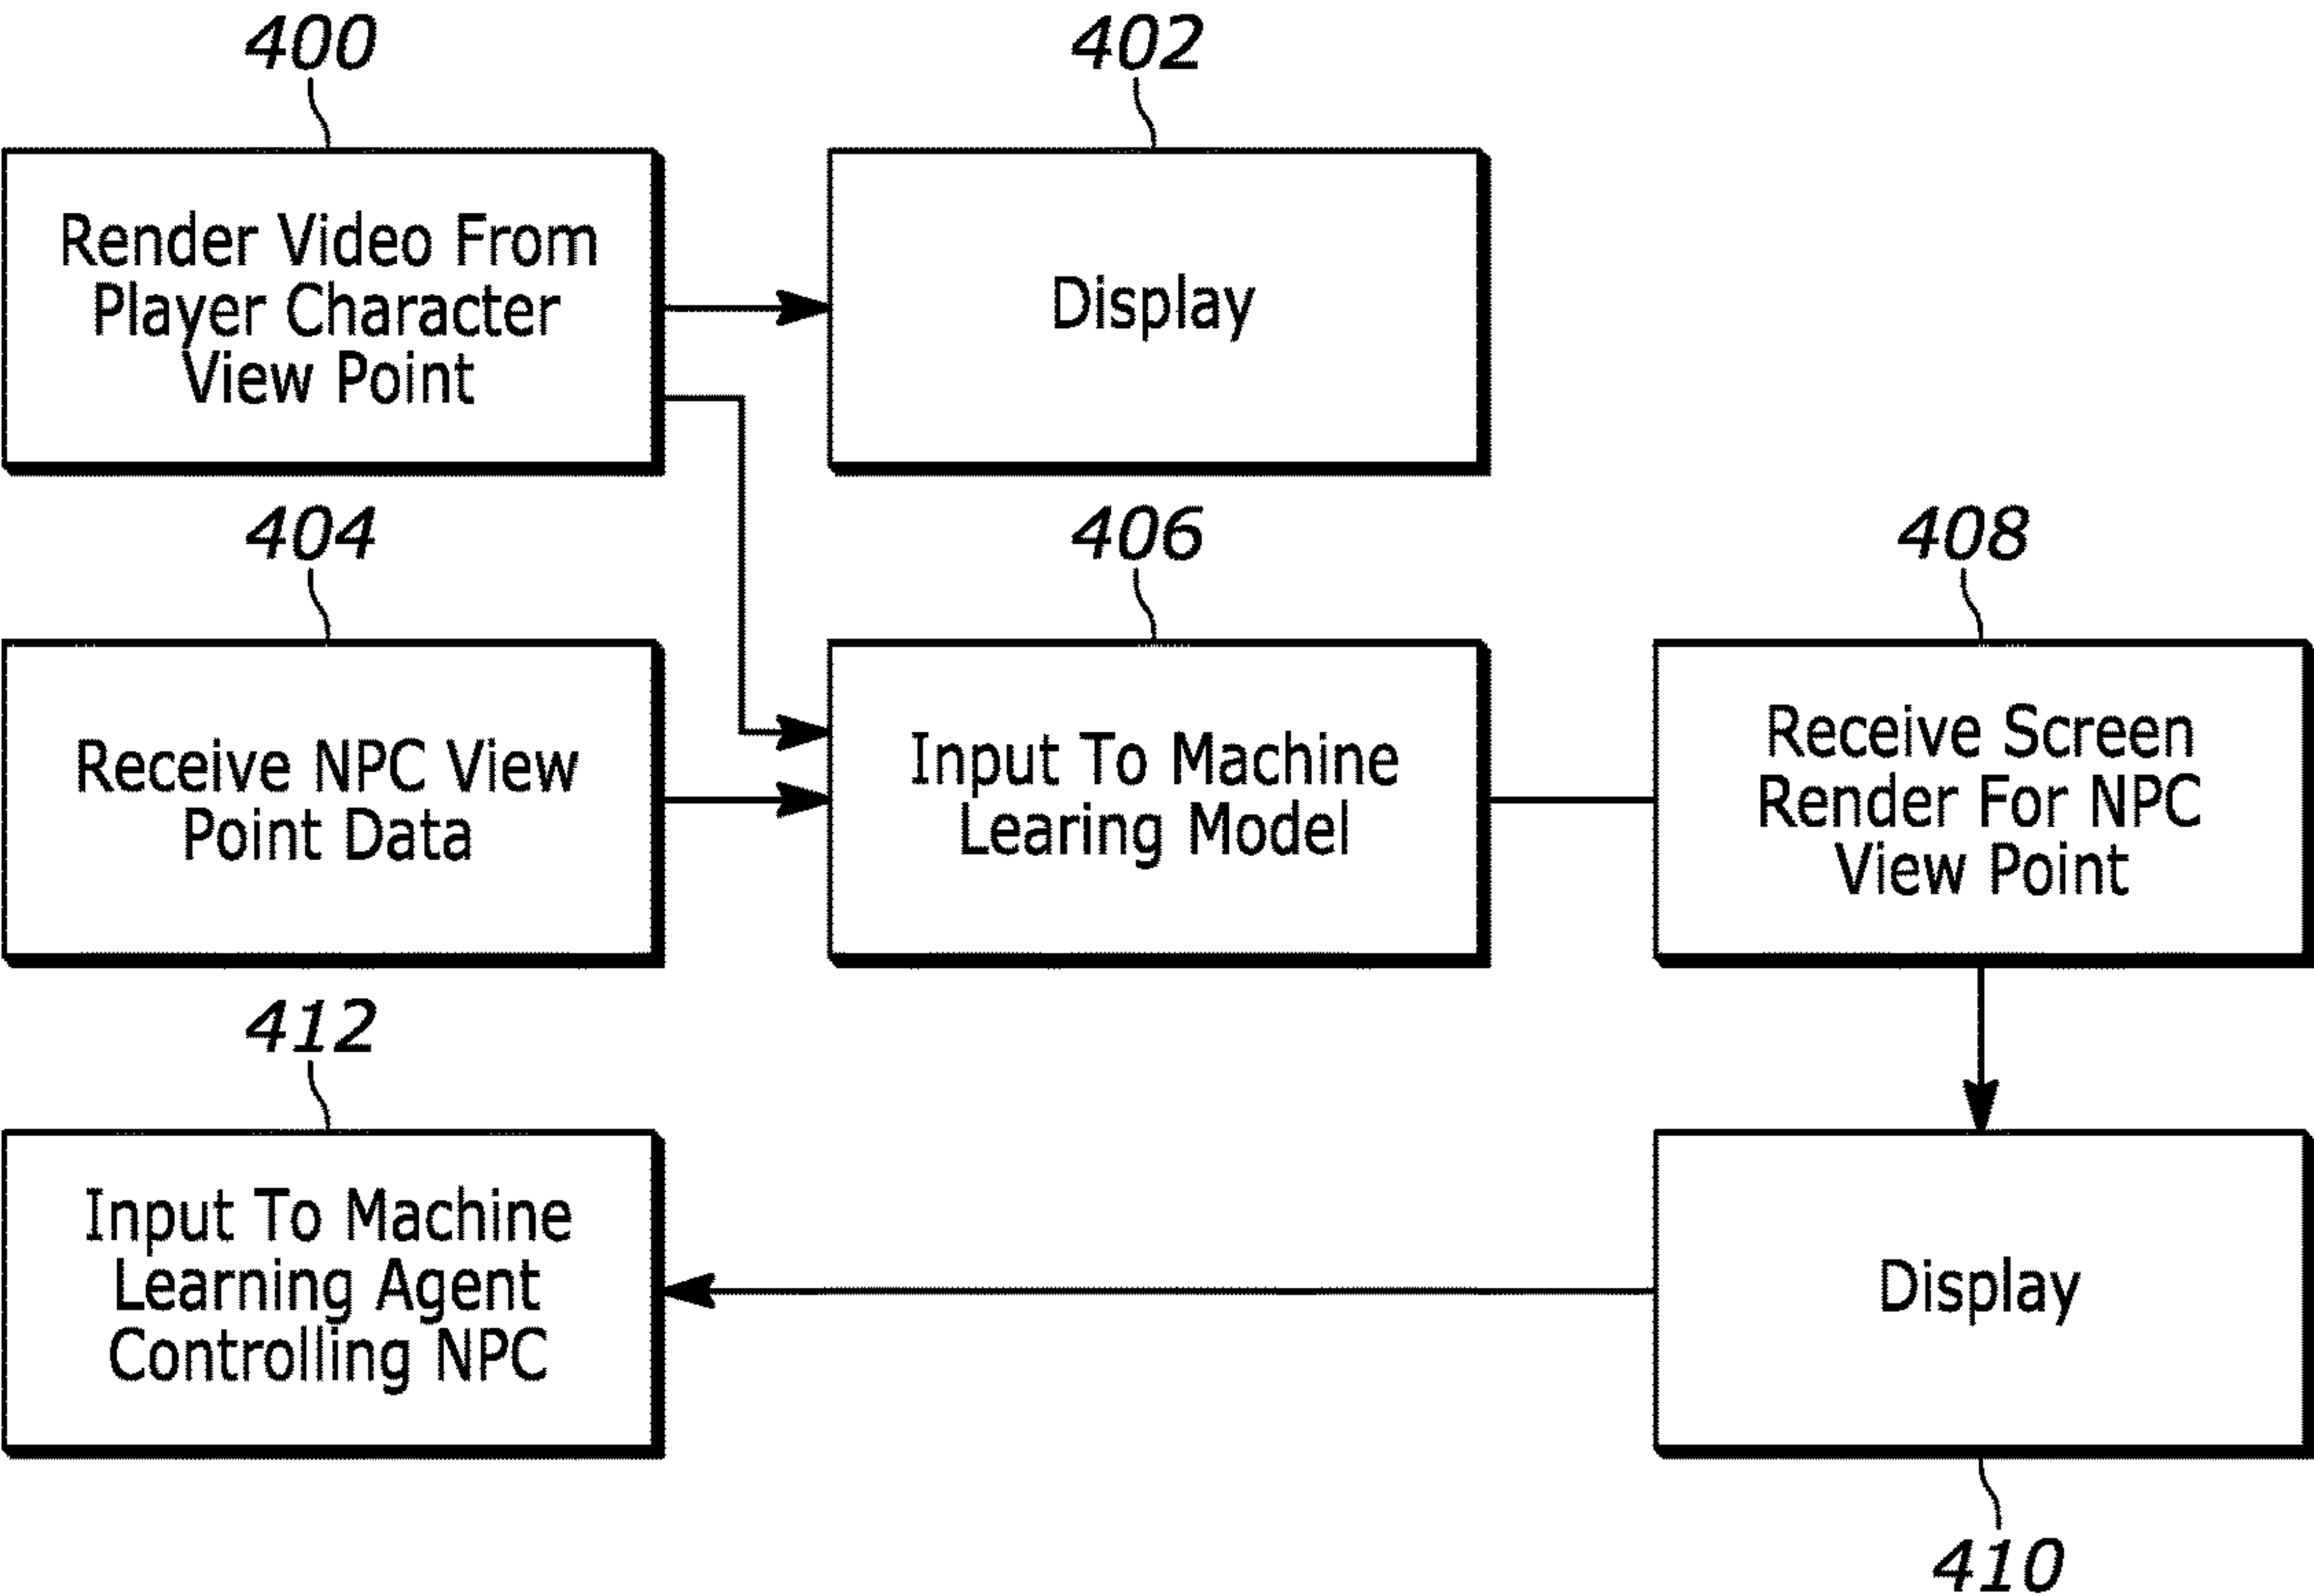 400
402
Render Video From
Player Character
View Point
Display
404
406
408
Receive NPC View
Point Data
Input To Machine
Learing Model
Receive Screen
Render For NPC
View Point
412
Input To Machine
Learning Agent
Controlling NPC
Display
410